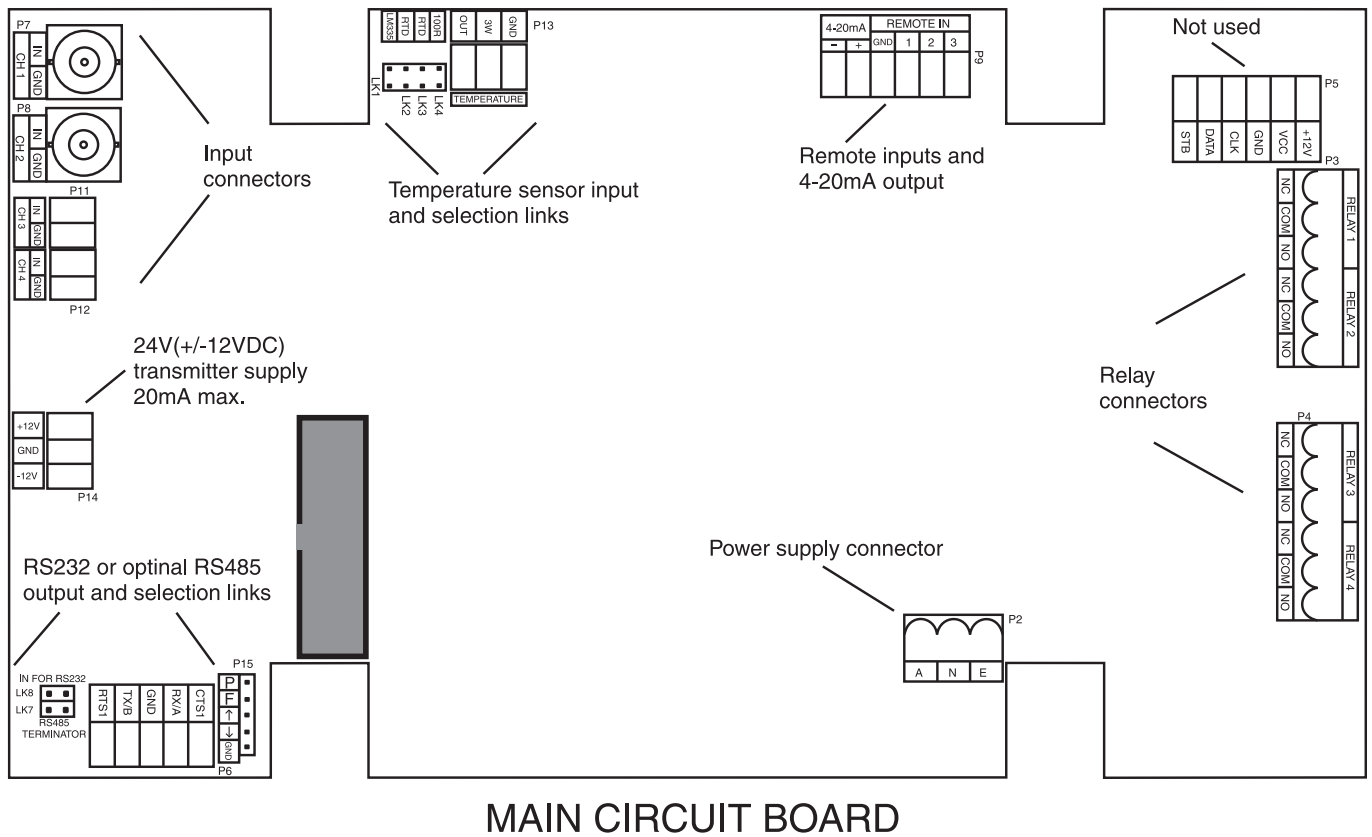 P7
CH 1
IN
GND
P8
CH 2
IN
GND
P11
CH 3
IN
GND
CH 4
IN
GND
P12
Input
connectors
LM335
RTD
RTD
100R
OUT
3W
GND
P13
LK1
LK2
LK3
LK4
TEMPERATURE
Temperature sensor input
and selection links
4-20mA
REMOTE IN
–
+
GND
1
2
3
P9
Remote inputs and
4-20mA output
Not used
P5
STB
DATA
CLK
GND
VCC
+12V
P3
NC
COM
NO
NC
COM
NO
RELAY 1
RELAY 2
Relay
connectors
P4
NC
COM
NO
NC
COM
NO
RELAY 3
RELAY 4
24V(+/-12VDC)
transmitter supply
20mA max.
+12V
GND
-12V
P14
RS232 or optinal RS485
output and selection links
IN FOR RS232
LK8
LK7
RS485
TERMINATOR
RTS1
TX/B
GND
RX/A
CTS1
P15
P
F
↑
↓
GND
P6
Power supply connector
P2
A
N
E
MAIN CIRCUIT BOARD